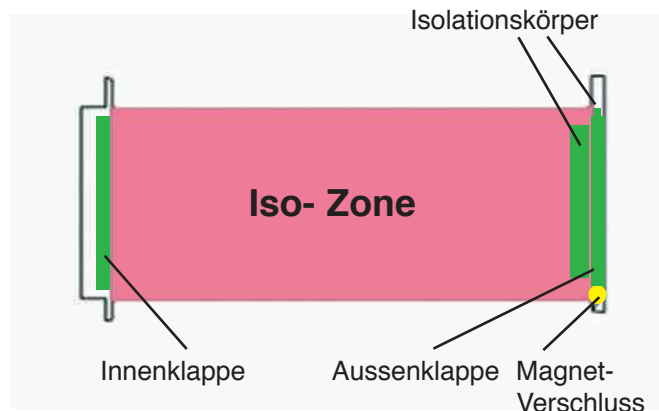 Isolationskörper
Iso- Zone
Innenklappe
Aussenklappe
Magnet-
Verschluss